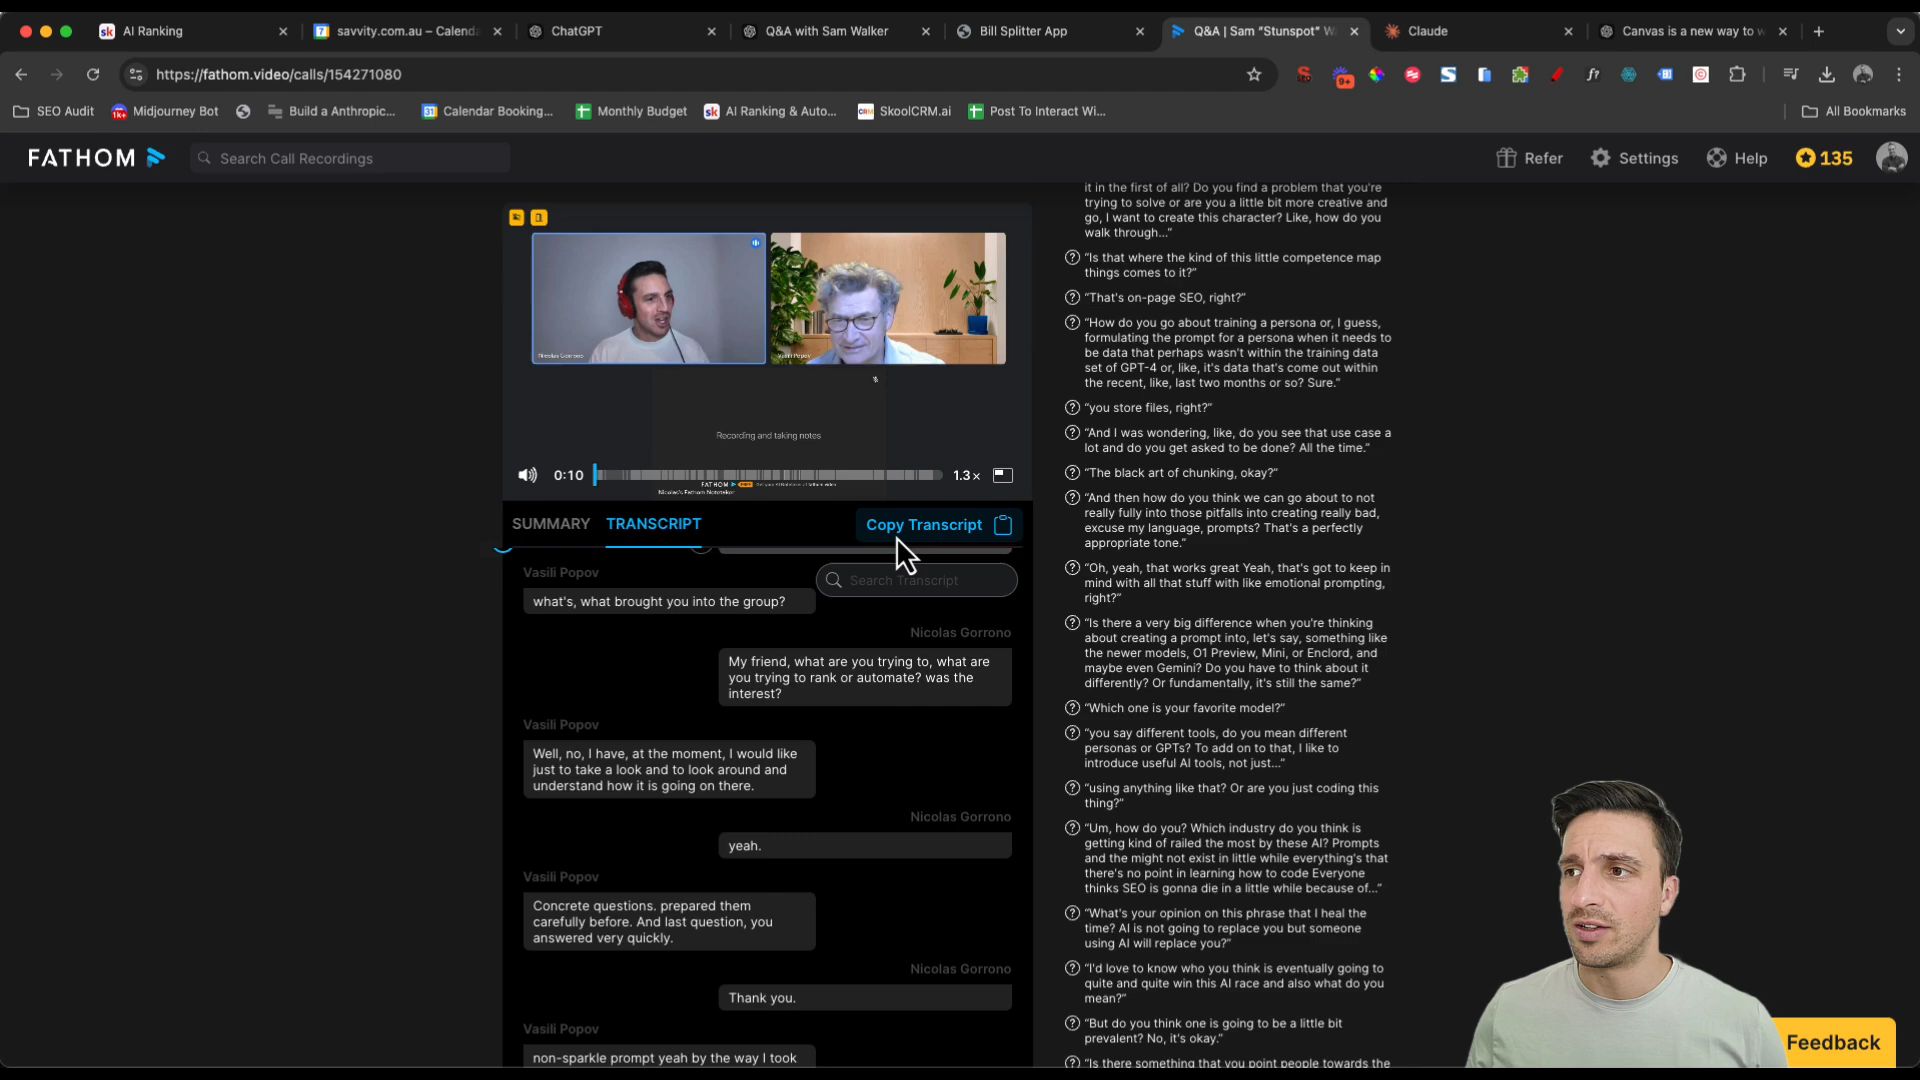 AI Ranking
savvity.com.au – Calenda
ChatGPT
Q&A with Sam Walker
Bill Splitter App
Q&A | Sam "Stunspot" W
Claude
Canvas is a new way to w
https://fathom.video/calls/154271080
SEO Audit
Midjourney Bot
Build a Anthropic...
Calendar Booking...
Monthly Budget
AI Ranking & Auto...
SkoolCRM.ai
Post To Interact Wi...
All Bookmarks
FATHOM
Search Call Recordings
Refer
Settings
Help
135
Nicolas Gorrono
Vasili Popov
Recording and taking notes
0:10
1.3×
FATHOM
Nicolas's Fathom Notetaker
SUMMARY
TRANSCRIPT
Copy Transcript
Search Transcript
Vasili Popov
what's, what brought you into the group?
Nicolas Gorrono
My friend, what are you trying to, what are
you trying to rank or automate? was the
interest?
Vasili Popov
Well, no, I have, at the moment, I would like
just to take a look and to look around and
understand how it is going on there.
Nicolas Gorrono
yeah.
Vasili Popov
Concrete questions. prepared them
carefully before. And last question, you
answered very quickly.
Nicolas Gorrono
Thank you.
Vasili Popov
non-sparkle prompt yeah by the way I took
it in the first of all? Do you find a problem that you're
trying to solve or are you a little bit more creative and
go, I want to create this character? Like, how do you
walk through..."
"Is that where the kind of this little competence map
things comes to it?"
"That's on-page SEO, right?"
"How do you go about training a persona or, I guess,
formulating the prompt for a persona when it needs to
be data that perhaps wasn't within the training data
set of GPT-4 or, like, it's data that's come out within
the recent, like, last two months or so? Sure."
"you store files, right?"
"And I was wondering, like, do you see that use case a
lot and do you get asked to be done? All the time."
"The black art of chunking, okay?"
"And then how do you think we can go about to not
really fully into those pitfalls into creating really bad,
excuse my language, prompts? That's a perfectly
appropriate tone."
"Oh, yeah, that works great Yeah, that's got to keep in
mind with all that stuff with like emotional prompting,
right?"
"Is there a very big difference when you're thinking
about creating a prompt into, let's say, something like
the newer models, O1 Preview, Mini, or Enclord, and
maybe even Gemini? Do you have to think about it
differently? Or fundamentally, it's still the same?"
"Which one is your favorite model?"
"you say different tools, do you mean different
personas or GPTs? To add on to that, I like to
introduce useful AI tools, not just..."
"using anything like that? Or are you just coding this
thing?"
"Um, how do you? Which industry do you think is
getting kind of railed the most by these AI? Prompts
and the might not exist in little while everything's that
there's no point in learning how to code Everyone
thinks SEO is gonna die in a little while because of..."
"What's your opinion on this phrase that I heal the
time? AI is not going to replace you but someone
using AI will replace you?"
"I'd love to know who you think is eventually going to
quite and quite win this AI race and also what do you
mean?"
"But do you think one is going to be a little bit
prevalent? No, it's okay."
"Is there something that you point people towards the
Feedback